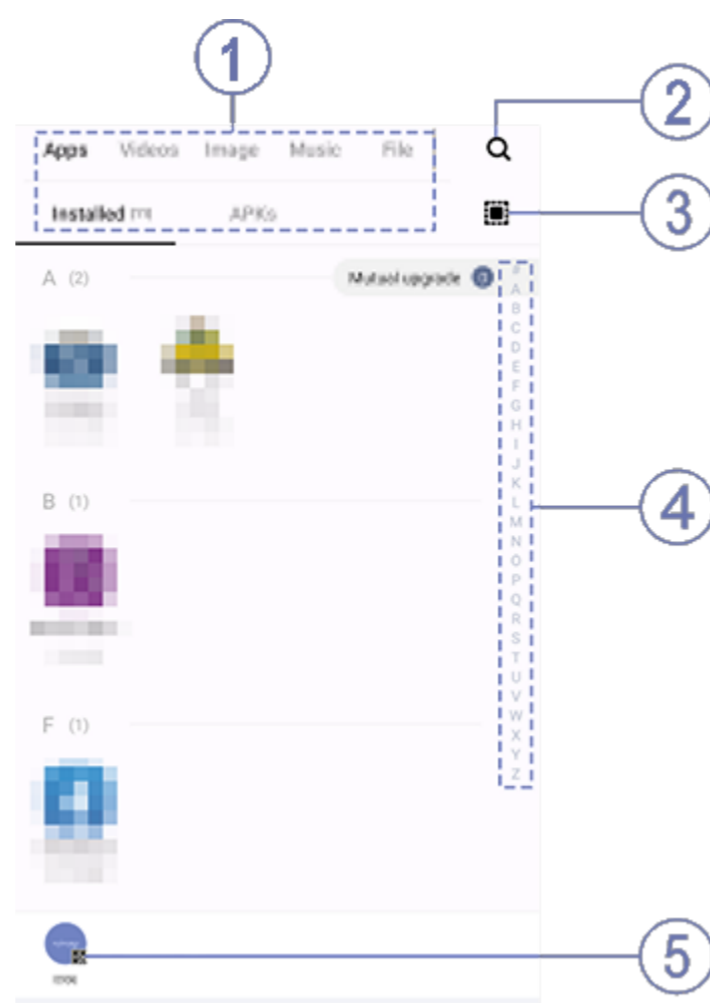 1
2
Apps Videos Image Music File
3
Installed APKs
A (2)
Mutual upgrade
#
A
B
C
D
E
F
G
H
I
J
K
L
M
N
O
P
Q
R
S
T
U
V
W
X
Y
Z
4
B (1)
F (1)
5